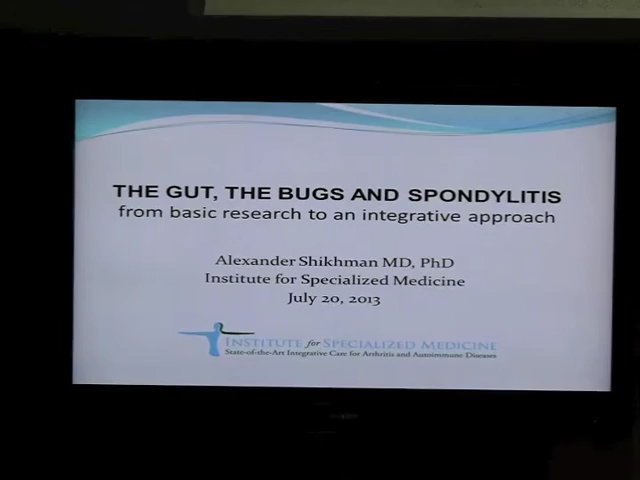 THE GUT, THE BUGS AND SPONDYLITIS
from basic research to an integrative approach
Alexander Shikhman MD, PhD
Institute for Specialized Medicine
July 20, 2013
INSTITUTE for SPECIALIZED MEDICINE
State-of-the-Art Integrative Care for Arthritis and Autoimmune Diseases